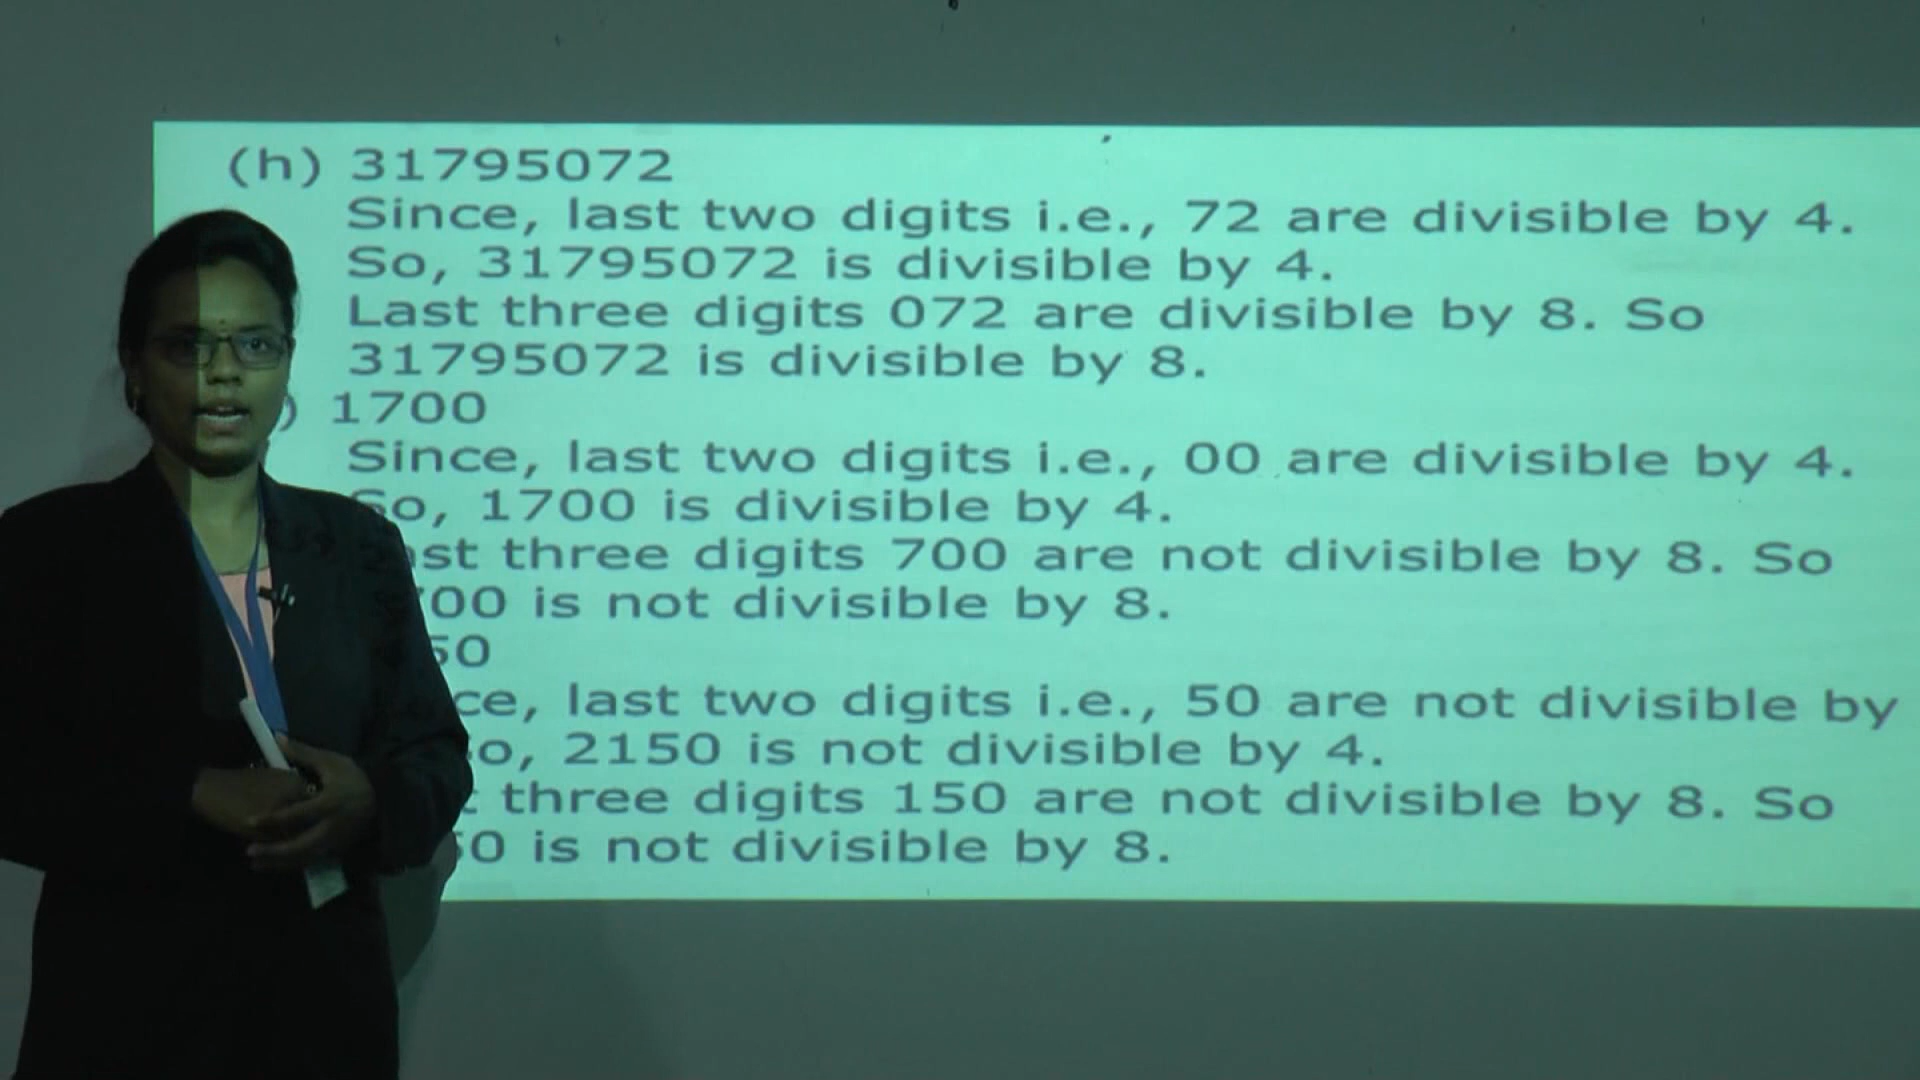 (h) 31795072
Since, last two digits i.e., 72 are divisible by 4.
So, 31795072 is divisible by 4.
Last three digits 072 are divisible by 8. So
31795072 is divisible by 8.
) 1700
Since, last two digits i.e., 00 are divisible by 4.
So, 1700 is divisible by 4.
three digits 700 are not divisible by 8. So
00 is not divisible by 8.
50
ce, last two digits i.e., 50 are not divisible by
o, 2150 is not divisible by 4.
three digits 150 are not divisible by 8. So
50 is not divisible by 8.